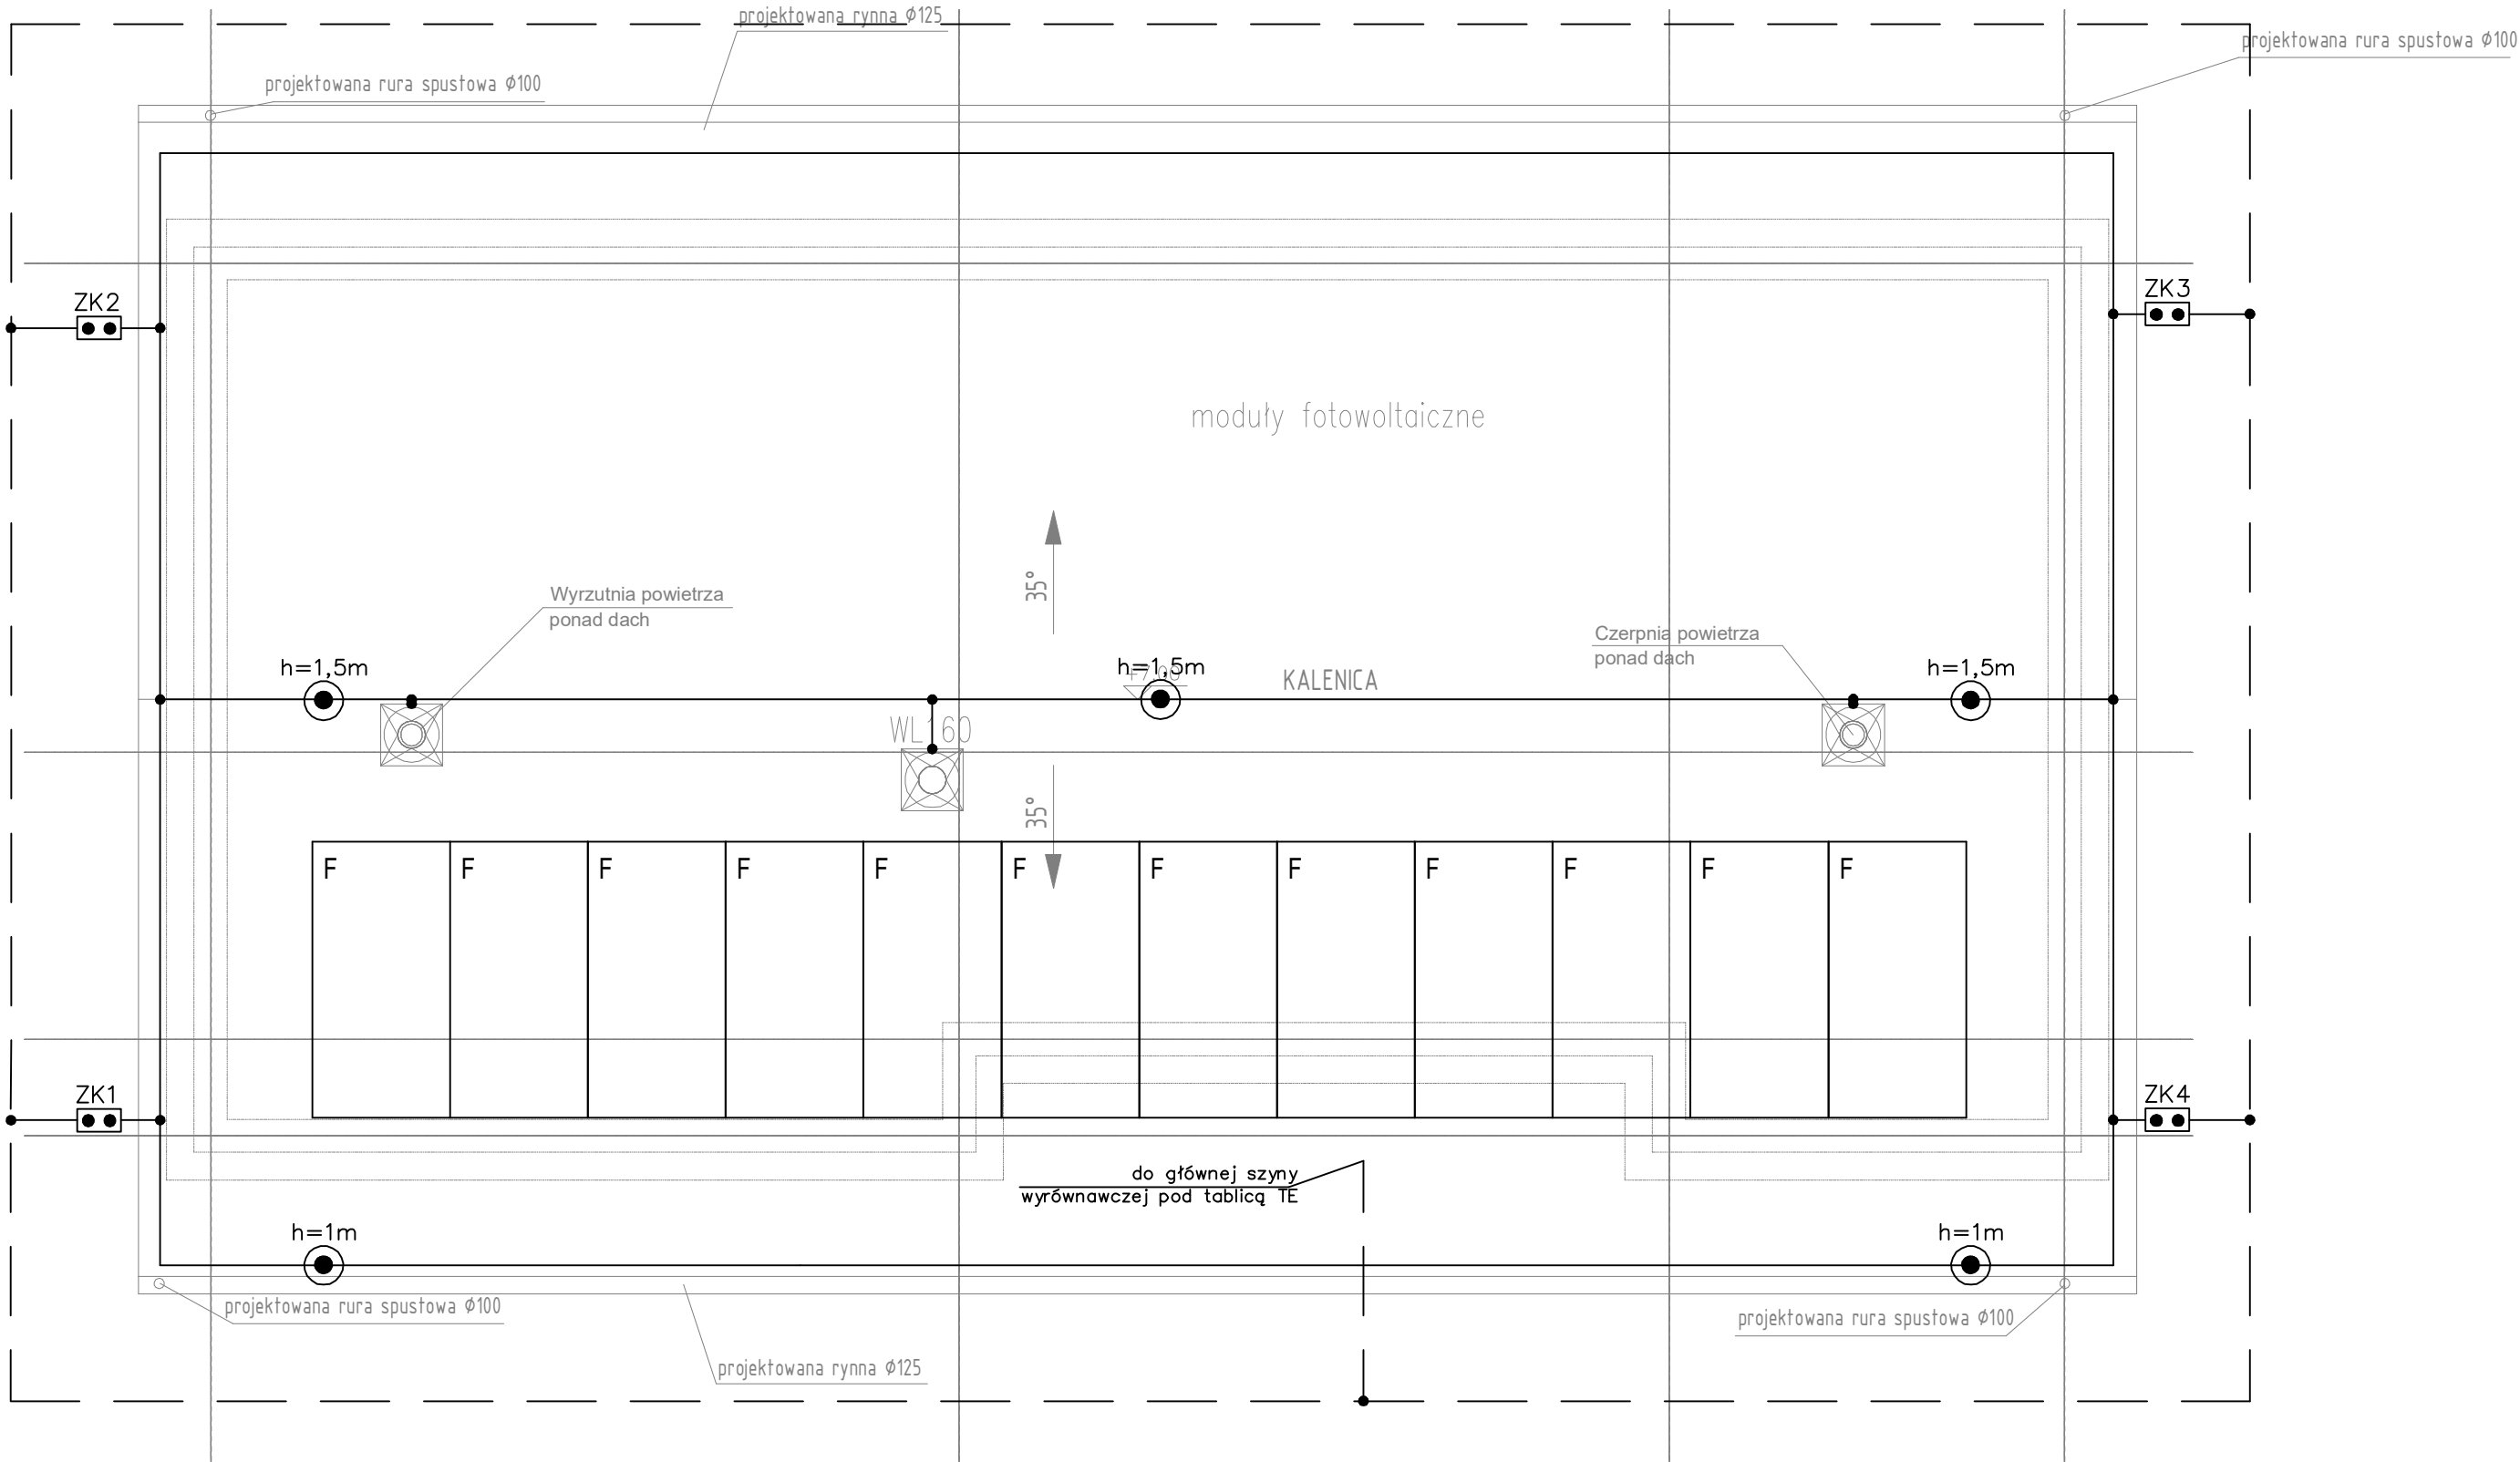 projektowana rynna Ø125
projektowana rura spustowa Ø100
projektowana rura spustowa Ø100
ZK2
ZK3
moduły fotowoltaiczne
35°
Wyrzutnia powietrza
ponad dach
Czerpnia powietrza
ponad dach
h=1,5m
h=1,5m
h=1,5m
KALENICA
WL160
35°
F F F F F F F F F F F F
ZK1
ZK4
do głównej szyny
wyrównawczej pod tablicą TE
h=1m
h=1m
projektowana rura spustowa Ø100
projektowana rura spustowa Ø100
projektowana rynna Ø125